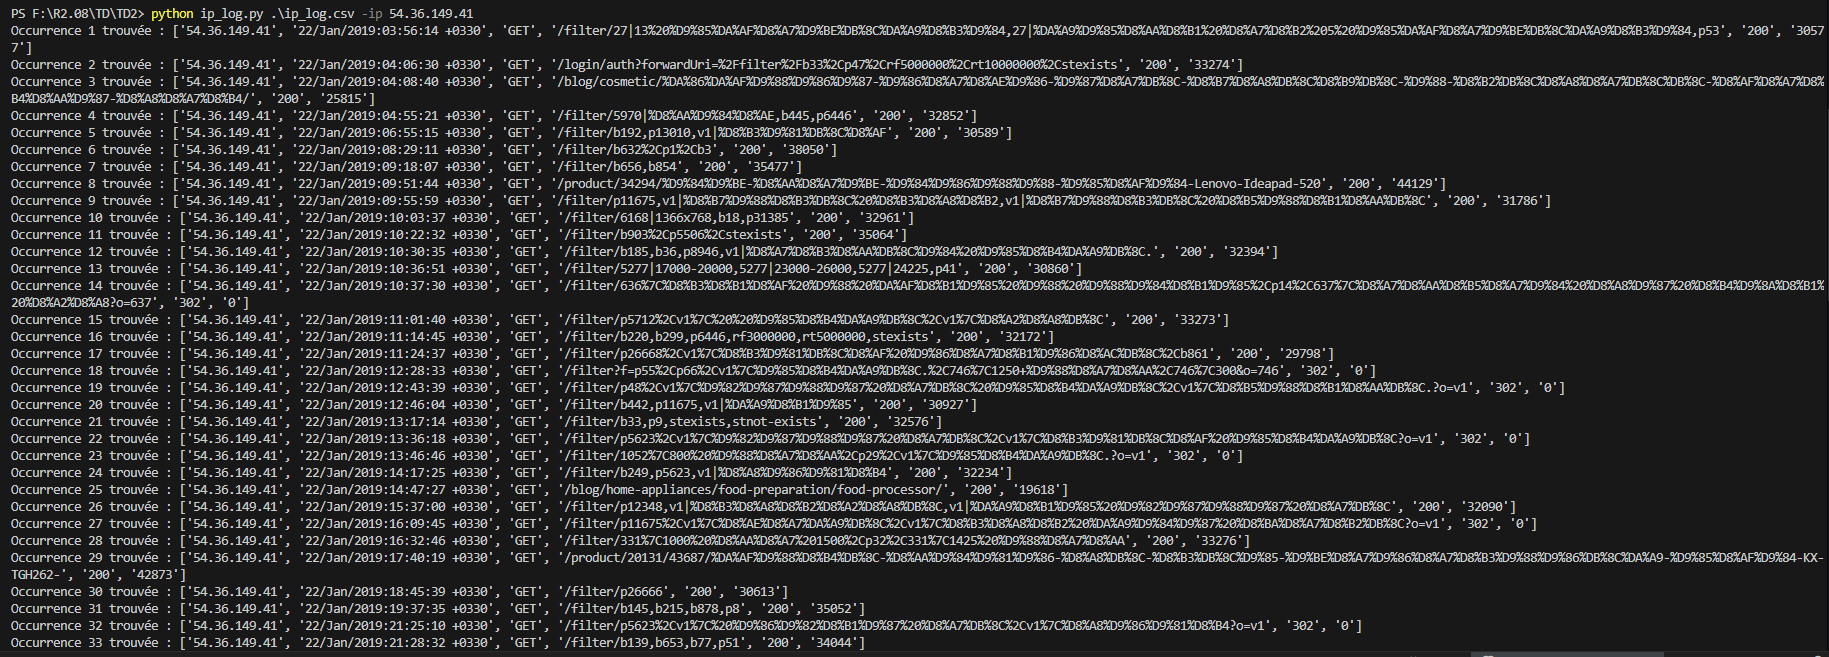 PS F:\R2.08\TD\TD2> python ip_log.py .\ip_log.csv -ip 54.36.149.41
Occurrence 1 trouvée : ['54.36.149.41', '22/Jan/2019:03:56:14 +0330', 'GET', '/filter/27|13%20%D9%85%DA%AF%D8%A7%D9%BE%DB%8C%DA%A9%D8%B3%D9%84,27|%DA%A9%D9%85%D8%AA%D8%B1%20%D8%A7%D8%B2%205%20%D9%85%DA%AF%D8%A7%D9%BE%DB%8C%DA%A9%D8%B3%D9%84,p53', '200', '3057
7']
Occurrence 2 trouvée : ['54.36.149.41', '22/Jan/2019:04:06:30 +0330', 'GET', '/login/auth?forwardUri=%2Ffilter%2Fb33%2Cp47%2Crf5000000%2Crt10000000%2Cstexists', '200', '33274']
Occurrence 3 trouvée : ['54.36.149.41', '22/Jan/2019:04:08:40 +0330', 'GET', '/blog/cosmetic/%DA%86%DA%AF%D9%88%D9%86%D9%87-%D9%86%D8%A7%D8%AE%D9%86-%D9%87%D8%A7%DB%8C-%D8%B7%D8%A8%DB%8C%D8%B9%DB%8C-%D9%88-%D8%B2%DB%8C%D8%A8%D8%A7%DB%8C%DB%8C-%D8%AF%D8%A7%D8%
B4%D8%AA%D9%87-%D8%A8%D8%A7%D8%B4/', '200', '25815']
Occurrence 4 trouvée : ['54.36.149.41', '22/Jan/2019:04:55:21 +0330', 'GET', '/filter/5970|%D8%AA%D9%84%D8%AE,b445,p6446', '200', '32852']
Occurrence 5 trouvée : ['54.36.149.41', '22/Jan/2019:06:55:15 +0330', 'GET', '/filter/b192,p13010,v1|%D8%B3%D9%81%DB%8C%D8%AF', '200', '30589']
Occurrence 6 trouvée : ['54.36.149.41', '22/Jan/2019:08:29:11 +0330', 'GET', '/filter/b632%2Cp1%2Cb3', '200', '38050']
Occurrence 7 trouvée : ['54.36.149.41', '22/Jan/2019:09:18:07 +0330', 'GET', '/filter/b656,b854', '200', '35477']
Occurrence 8 trouvée : ['54.36.149.41', '22/Jan/2019:09:51:44 +0330', 'GET', '/product/34294/%D9%84%D9%BE-%D8%AA%D8%A7%D9%BE-%D9%84%D9%86%D9%88%D9%88-%D9%85%D8%AF%D9%84-Lenovo-Ideapad-520', '200', '44129']
Occurrence 9 trouvée : ['54.36.149.41', '22/Jan/2019:09:55:59 +0330', 'GET', '/filter/p11675,v1|%D8%B7%D9%88%D8%B3%DB%8C%20%D8%B3%D8%A8%D8%B2,v1|%D8%B7%D9%88%D8%B3%DB%8C%20%D8%B5%D9%88%D8%B1%D8%AA%DB%8C', '200', '31786']
Occurrence 10 trouvée : ['54.36.149.41', '22/Jan/2019:10:03:37 +0330', 'GET', '/filter/6168|1366x768,b18,p31385', '200', '32961']
Occurrence 11 trouvée : ['54.36.149.41', '22/Jan/2019:10:22:32 +0330', 'GET', '/filter/b903%2Cp5506%2Cstexists', '200', '35064']
Occurrence 12 trouvée : ['54.36.149.41', '22/Jan/2019:10:30:35 +0330', 'GET', '/filter/b185,b36,p8946,v1|%D8%A7%D8%B3%D8%AA%DB%8C%D9%84%20%D9%85%D8%B4%DA%A9%DB%8C.', '200', '32394']
Occurrence 13 trouvée : ['54.36.149.41', '22/Jan/2019:10:36:51 +0330', 'GET', '/filter/5277|17000-20000,5277|23000-26000,5277|24225,p41', '200', '30860']
Occurrence 14 trouvée : ['54.36.149.41', '22/Jan/2019:10:37:30 +0330', 'GET', '/filter/636%7C%D8%B3%D8%B1%D8%AF%20%D9%88%20%DA%AF%D8%B1%D9%85%20%D9%88%20%D9%88%D9%84%D8%B1%D9%85%2Cp14%2C637%7C%D8%A7%D8%AA%D8%B5%D8%A7%D9%84%20%D8%A8%D9%87%20%D8%B4%D9%8A%D8%B1%
20%D8%A2%D8%A8?o=637', '302', '0']
Occurrence 15 trouvée : ['54.36.149.41', '22/Jan/2019:11:01:40 +0330', 'GET', '/filter/p5712%2Cv1%7C%20%20%D9%85%D8%B4%DA%A9%DB%8C%2Cv1%7C%D8%A2%D8%A8%DB%8C', '200', '33273']
Occurrence 16 trouvée : ['54.36.149.41', '22/Jan/2019:11:14:45 +0330', 'GET', '/filter/b220,b299,p6446,rf3000000,rt5000000,stexists', '200', '32172']
Occurrence 17 trouvée : ['54.36.149.41', '22/Jan/2019:11:24:37 +0330', 'GET', '/filter/p26668%2Cv1%7C%D8%B3%D9%81%DB%8C%D8%AF%20%D9%86%D8%A7%D8%B1%D9%86%D8%AC%DB%8C%2Cb861', '200', '29798']
Occurrence 18 trouvée : ['54.36.149.41', '22/Jan/2019:12:28:33 +0330', 'GET', '/filter?f=p55%2Cp66%2Cv1%7C%D9%85%D8%B4%DA%A9%DB%8C.%2C746%7C1250+%D9%88%D8%A7%D8%AA%2C746%7C300&o=746', '302', '0']
Occurrence 19 trouvée : ['54.36.149.41', '22/Jan/2019:12:43:39 +0330', 'GET', '/filter/p48%2Cv1%7C%D9%82%D9%87%D9%88%D9%87%20%D8%A7%DB%8C%20%D9%85%D8%B4%DA%A9%DB%8C%2Cv1%7C%D8%B5%D9%88%D8%B1%D8%AA%DB%8C.?o=v1', '302', '0']
Occurrence 20 trouvée : ['54.36.149.41', '22/Jan/2019:12:46:04 +0330', 'GET', '/filter/b442,p11675,v1|%DA%A9%D8%B1%D9%85', '200', '30927']
Occurrence 21 trouvée : ['54.36.149.41', '22/Jan/2019:13:17:14 +0330', 'GET', '/filter/b33,p9,stexists,stnot-exists', '200', '32576']
Occurrence 22 trouvée : ['54.36.149.41', '22/Jan/2019:13:36:18 +0330', 'GET', '/filter/p5623%2Cv1%7C%D9%82%D9%87%D9%88%D9%87%20%D8%A7%DB%8C%2Cv1%7C%D8%B3%D9%81%DB%8C%D8%AF%20%D9%85%D8%B4%DA%A9%DB%8C?o=v1', '302', '0']
Occurrence 23 trouvée : ['54.36.149.41', '22/Jan/2019:13:46:46 +0330', 'GET', '/filter/1052%7C800%20%D9%88%D8%A7%D8%AA%2Cp29%2Cv1%7C%D9%85%D8%B4%DA%A9%DB%8C.?o=v1', '302', '0']
Occurrence 24 trouvée : ['54.36.149.41', '22/Jan/2019:14:17:25 +0330', 'GET', '/filter/b249,p5623,v1|%D8%A8%D9%86%D9%81%D8%B4', '200', '32234']
Occurrence 25 trouvée : ['54.36.149.41', '22/Jan/2019:14:47:27 +0330', 'GET', '/blog/home-appliances/food-preparation/food-processor/', '200', '19618']
Occurrence 26 trouvée : ['54.36.149.41', '22/Jan/2019:15:37:00 +0330', 'GET', '/filter/p12348,v1|%D8%B3%D8%A8%D8%B2%D8%A2%D8%A8%DB%8C,v1|%DA%A9%D8%B1%D9%85%20%D9%82%D9%87%D9%88%D9%87%20%D8%A7%DB%8C', '200', '32090']
Occurrence 27 trouvée : ['54.36.149.41', '22/Jan/2019:16:09:45 +0330', 'GET', '/filter/p11675%2Cv1%7C%D8%AE%D8%A7%DA%A9%DB%8C%2Cv1%7C%D8%B3%D8%A8%D8%B2%20%DA%A9%D9%84%D9%87%20%D8%BA%D8%A7%D8%B2%DB%8C?o=v1', '302', '0']
Occurrence 28 trouvée : ['54.36.149.41', '22/Jan/2019:16:32:46 +0330', 'GET', '/filter/331%7C1000%20%D8%AA%D8%A7%201500%2Cp32%2C331%7C1425%20%D9%88%D8%A7%D8%AA', '200', '33276']
Occurrence 29 trouvée : ['54.36.149.41', '22/Jan/2019:17:40:19 +0330', 'GET', '/product/20131/43687/%DA%AF%D9%88%D8%B4%DB%8C-%D8%AA%D9%84%D9%81%D9%86-%D8%A8%DB%8C-%D8%B3%DB%8C%D9%85-%D9%BE%D8%A7%D9%86%D8%A7%D8%B3%D9%88%D9%86%DB%8C%DA%A9-%D9%85%D8%AF%D9%84-KX-
TGH262-', '200', '42873']
Occurrence 30 trouvée : ['54.36.149.41', '22/Jan/2019:18:45:39 +0330', 'GET', '/filter/p26666', '200', '30613']
Occurrence 31 trouvée : ['54.36.149.41', '22/Jan/2019:19:37:35 +0330', 'GET', '/filter/b145,b215,b878,p8', '200', '35052']
Occurrence 32 trouvée : ['54.36.149.41', '22/Jan/2019:21:25:10 +0330', 'GET', '/filter/p5623%2Cv1%7C%20%D9%86%D9%82%D8%B1%D9%87%20%D8%A7%DB%8C%2Cv1%7C%D8%A8%D9%86%D9%81%D8%B4?o=v1', '302', '0']
Occurrence 33 trouvée : ['54.36.149.41', '22/Jan/2019:21:28:32 +0330', 'GET', '/filter/b139,b653,b77,p51', '200', '34044']